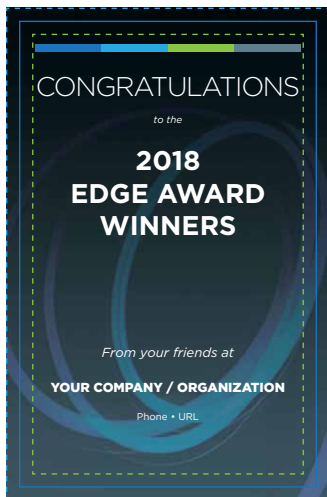 CONGRATULATIONS
to the
2018
EDGE AWARD
WINNERS
From your friends at
YOUR COMPANY / ORGANIZATION
Phone • URL